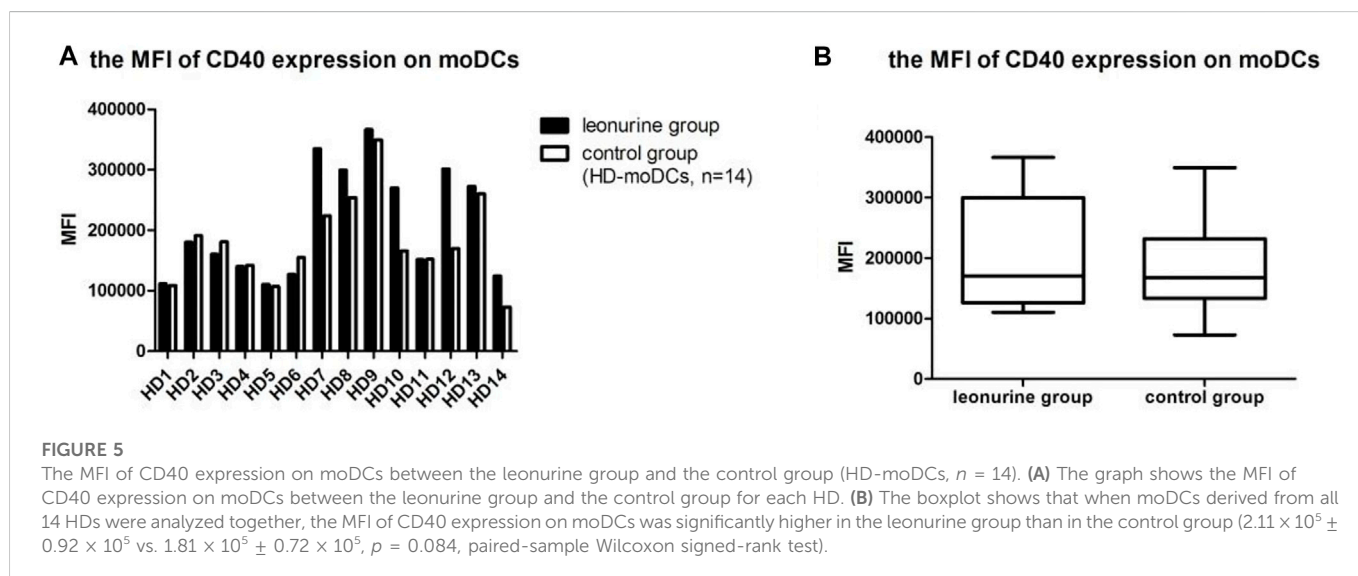 A the MFI of CD40 expression on moDCs
400000
300000
200000
100000
0
MFI
HD1
HD2
HD3
HD4
HD5
HD6
HD7
HD8
HD9
HD10
HD11
HD12
HD13
HD14
leonurine group
control group
(HD-moDCs, n=14)
B the MFI of CD40 expression on moDCs
400000
300000
200000
100000
0
MFI
leonurine group
control group
FIGURE 5
The MFI of CD40 expression on moDCs between the leonurine group and the control group (HD-moDCs, n = 14). (A) The graph shows the MFI of
CD40 expression on moDCs between the leonurine group and the control group for each HD. (B) The boxplot shows that when moDCs derived from all
14 HDs were analyzed together, the MFI of CD40 expression on moDCs was significantly higher in the leonurine group than in the control group (2.11 × 10⁵ ±
0.92 × 10⁵ vs. 1.81 × 10⁵ ± 0.72 × 10⁵, p = 0.084, paired-sample Wilcoxon signed-rank test).